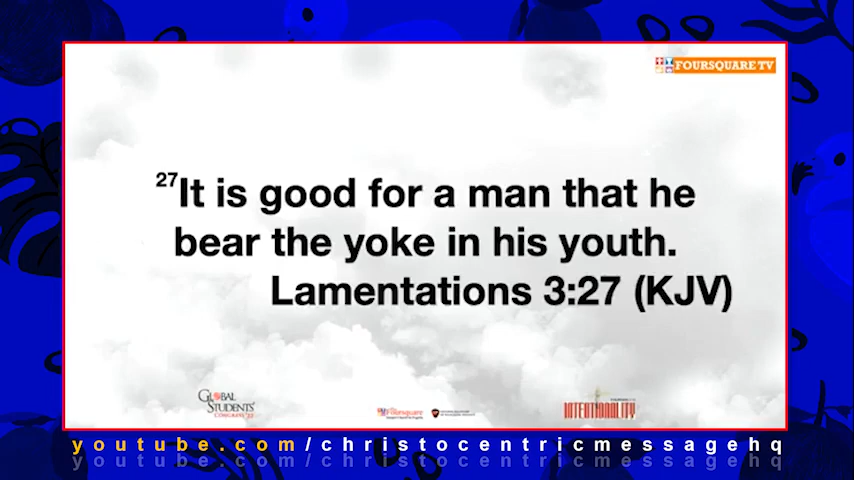 FOURSQUARE TV
27It is good for a man that he
bear the yoke in his youth.
Lamentations 3:27 (KJV)
GLOBAL
STUDENTS'
Foursquare
INTENTIONALITY
youtube.com/christocentricmessagehq
youtube.com/christocentricmessagehq